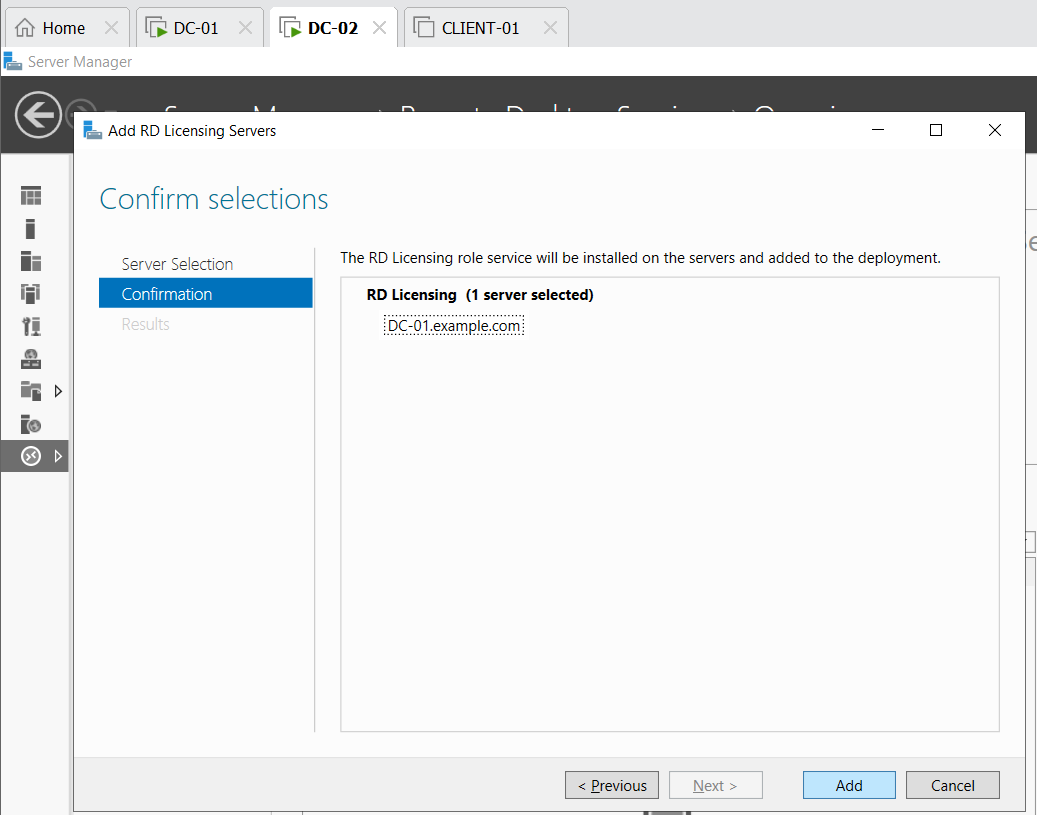 Home
DC-01
DC-02
CLIENT-01
Server Manager
Add RD Licensing Servers
Confirm selections
Server Selection
Confirmation
Results
The RD Licensing role service will be installed on the servers and added to the deployment.
RD Licensing (1 server selected)
DC-01.example.com
< Previous
Next >
Add
Cancel